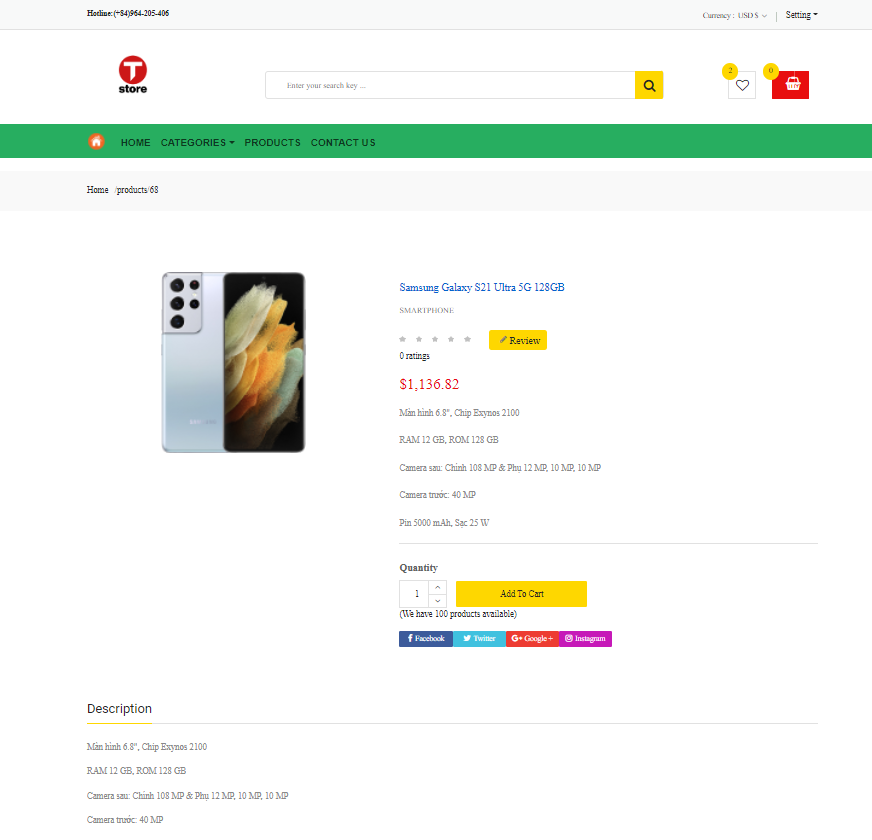 Hotline:(+84)964-205-406
Currency : USD $
Setting
T
store
Enter your search key ...
2
0
HOME CATEGORIES PRODUCTS CONTACT US
Home /products/68
Samsung Galaxy S21 Ultra 5G 128GB
SMARTPHONE
Review
0 ratings
$1,136.82
Màn hình 6.8", Chip Exynos 2100
RAM 12 GB, ROM 128 GB
Camera sau: Chính 108 MP & Phụ 12 MP, 10 MP, 10 MP
Camera trước: 40 MP
Pin 5000 mAh, Sạc 25 W
Quantity
1
Add To Cart
(We have 100 products available)
Facebook Twitter Google + Instagram
Description
Màn hình 6.8", Chip Exynos 2100
RAM 12 GB, ROM 128 GB
Camera sau: Chính 108 MP & Phụ 12 MP, 10 MP, 10 MP
Camera trước: 40 MP